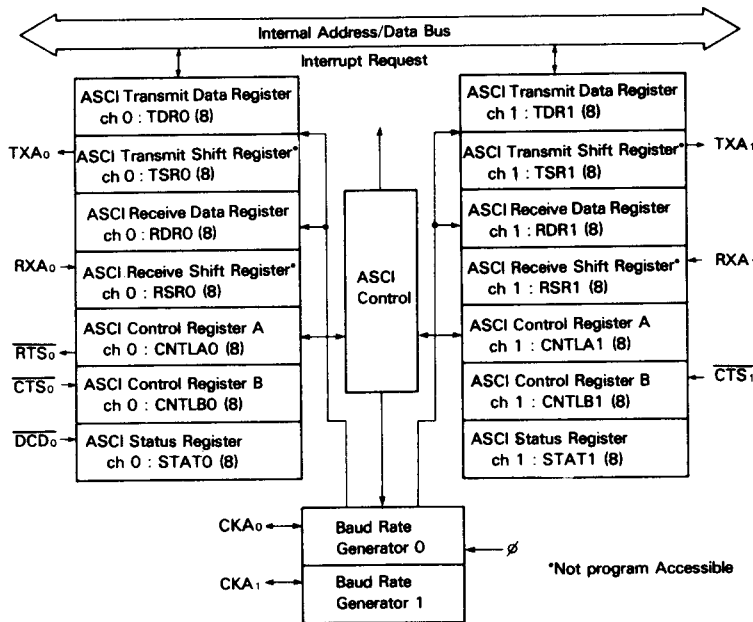 Internal Address/Data Bus
Interrupt Request
ASCI Transmit Data Register
ch 0 : TDR0 (8)
TXA₀
ASCI Transmit Shift Register*
ch 0 : TSR0 (8)
ASCI Receive Data Register
ch 0 : RDR0 (8)
RXA₀
ASCI Receive Shift Register*
ch 0 : RSR0 (8)
ASCI Control Register A
RTS₀
ch 0 : CNTLA0 (8)
CTS₀
ASCI Control Register B
ch 0 : CNTLB0 (8)
DCD₀
ASCI Status Register
ch 0 : STAT0 (8)
ASCI
Control
ASCI Transmit Data Register
ch 1 : TDR1 (8)
ASCI Transmit Shift Register*
TXA₁
ch 1 : TSR1 (8)
ASCI Receive Data Register
ch 1 : RDR1 (8)
ASCI Receive Shift Register*
RXA
ch 1 : RSR1 (8)
ASCI Control Register A
ch 1 : CNTLA1 (8)
ASCI Control Register B
CTS₁
ch 1 : CNTLB1 (8)
ASCI Status Register
ch 1 : STAT1 (8)
CKA₀
Baud Rate
Generator 0
ø
CKA₁
Baud Rate
Generator 1
*Not program Accessible